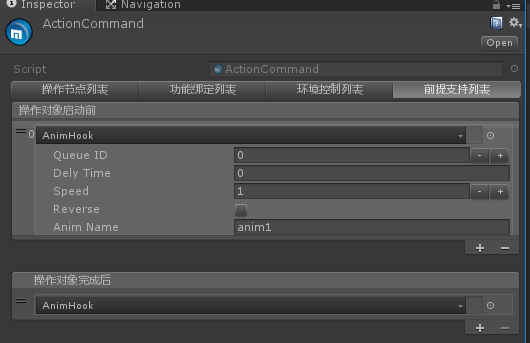 Inspector Navigation
ActionCommand
Open
Script ActionCommand
操作节点列表 功能绑定列表 环境控制列表 前提支持列表
操作对象启动前
0 AnimHook
Queue ID 0 - +
Dely Time 0
Speed 1 - +
Reverse
Anim Name anim1
+ -
操作对象完成后
AnimHook
+ -